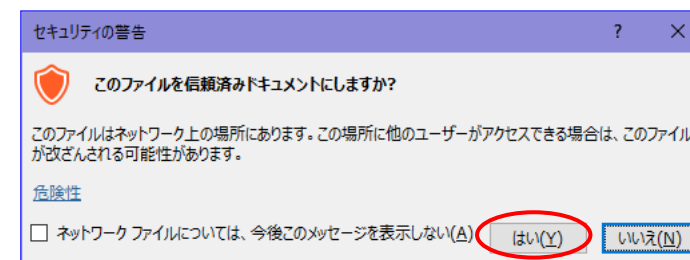 セキュリティの警告 ? ×
このファイルを信頼済みドキュメントにしますか?
このファイルはネットワーク上の場所にあります。この場所に他のユーザーがアクセスできる場合は、このファイル
が改ざんされる可能性があります。
危険性
ネットワーク ファイルについては、今後このメッセージを表示しない(A) はい(Y) いいえ(N)